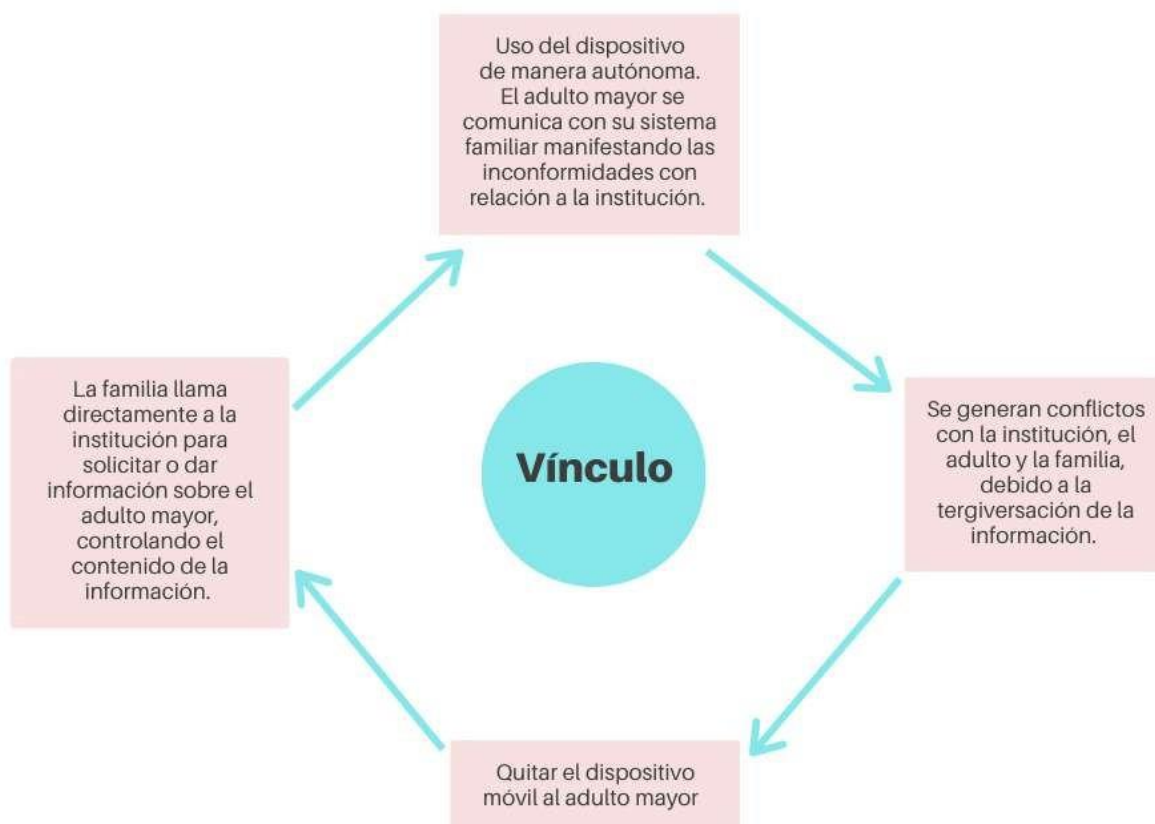 Uso del dispositivo
de manera autónoma.
El adulto mayor se
comunica con su sistema
familiar manifestando las
inconformidades con
relación a la institución.
Se generan conflictos
con la institución, el
adulto y la familia,
debido a la
tergiversación de la
información.
Quitar el dispositivo
móvil al adulto mayor
La familia llama
directamente a la
institución para
solicitar o dar
información sobre el
adulto mayor,
controlando el
contenido de la
información.
Vínculo